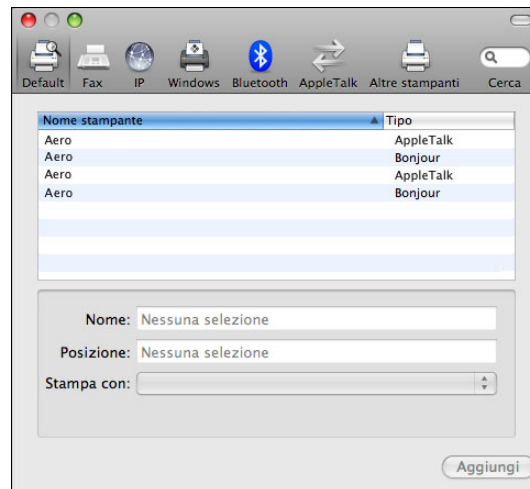 Default Fax IP Windows Bluetooth AppleTalk Altre stampanti Cerca
Nome stampante Tipo
Aero AppleTalk
Aero Bonjour
Aero AppleTalk
Aero Bonjour
Nome: Nessuna selezione
Posizione: Nessuna selezione
Stampa con:
Aggiungi